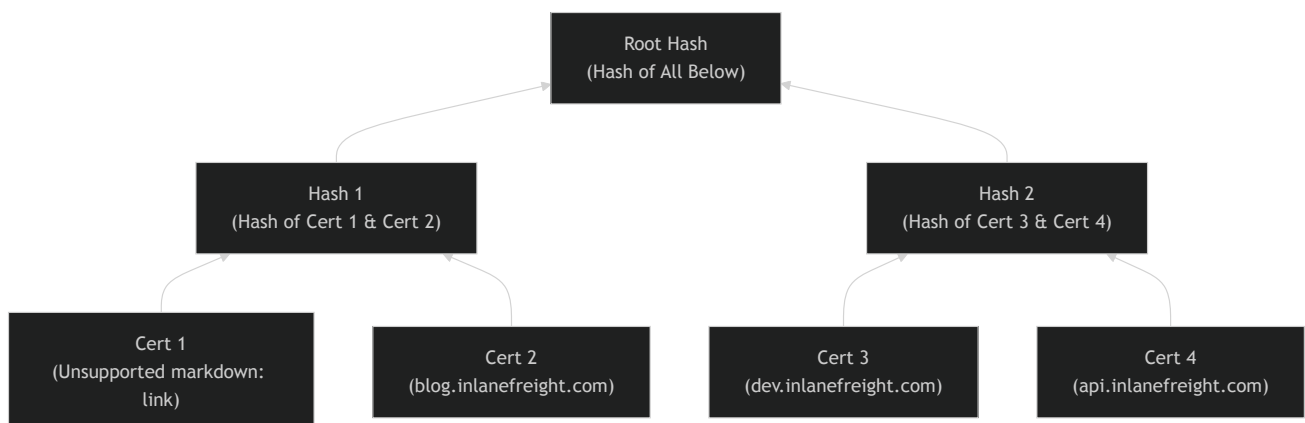 Root Hash
(Hash of All Below)
Hash 1
(Hash of Cert 1 & Cert 2)
Hash 2
(Hash of Cert 3 & Cert 4)
Cert 1
(Unsupported markdown:
link)
Cert 2
(blog.inlanefreight.com)
Cert 3
(dev.inlanefreight.com)
Cert 4
(api.inlanefreight.com)